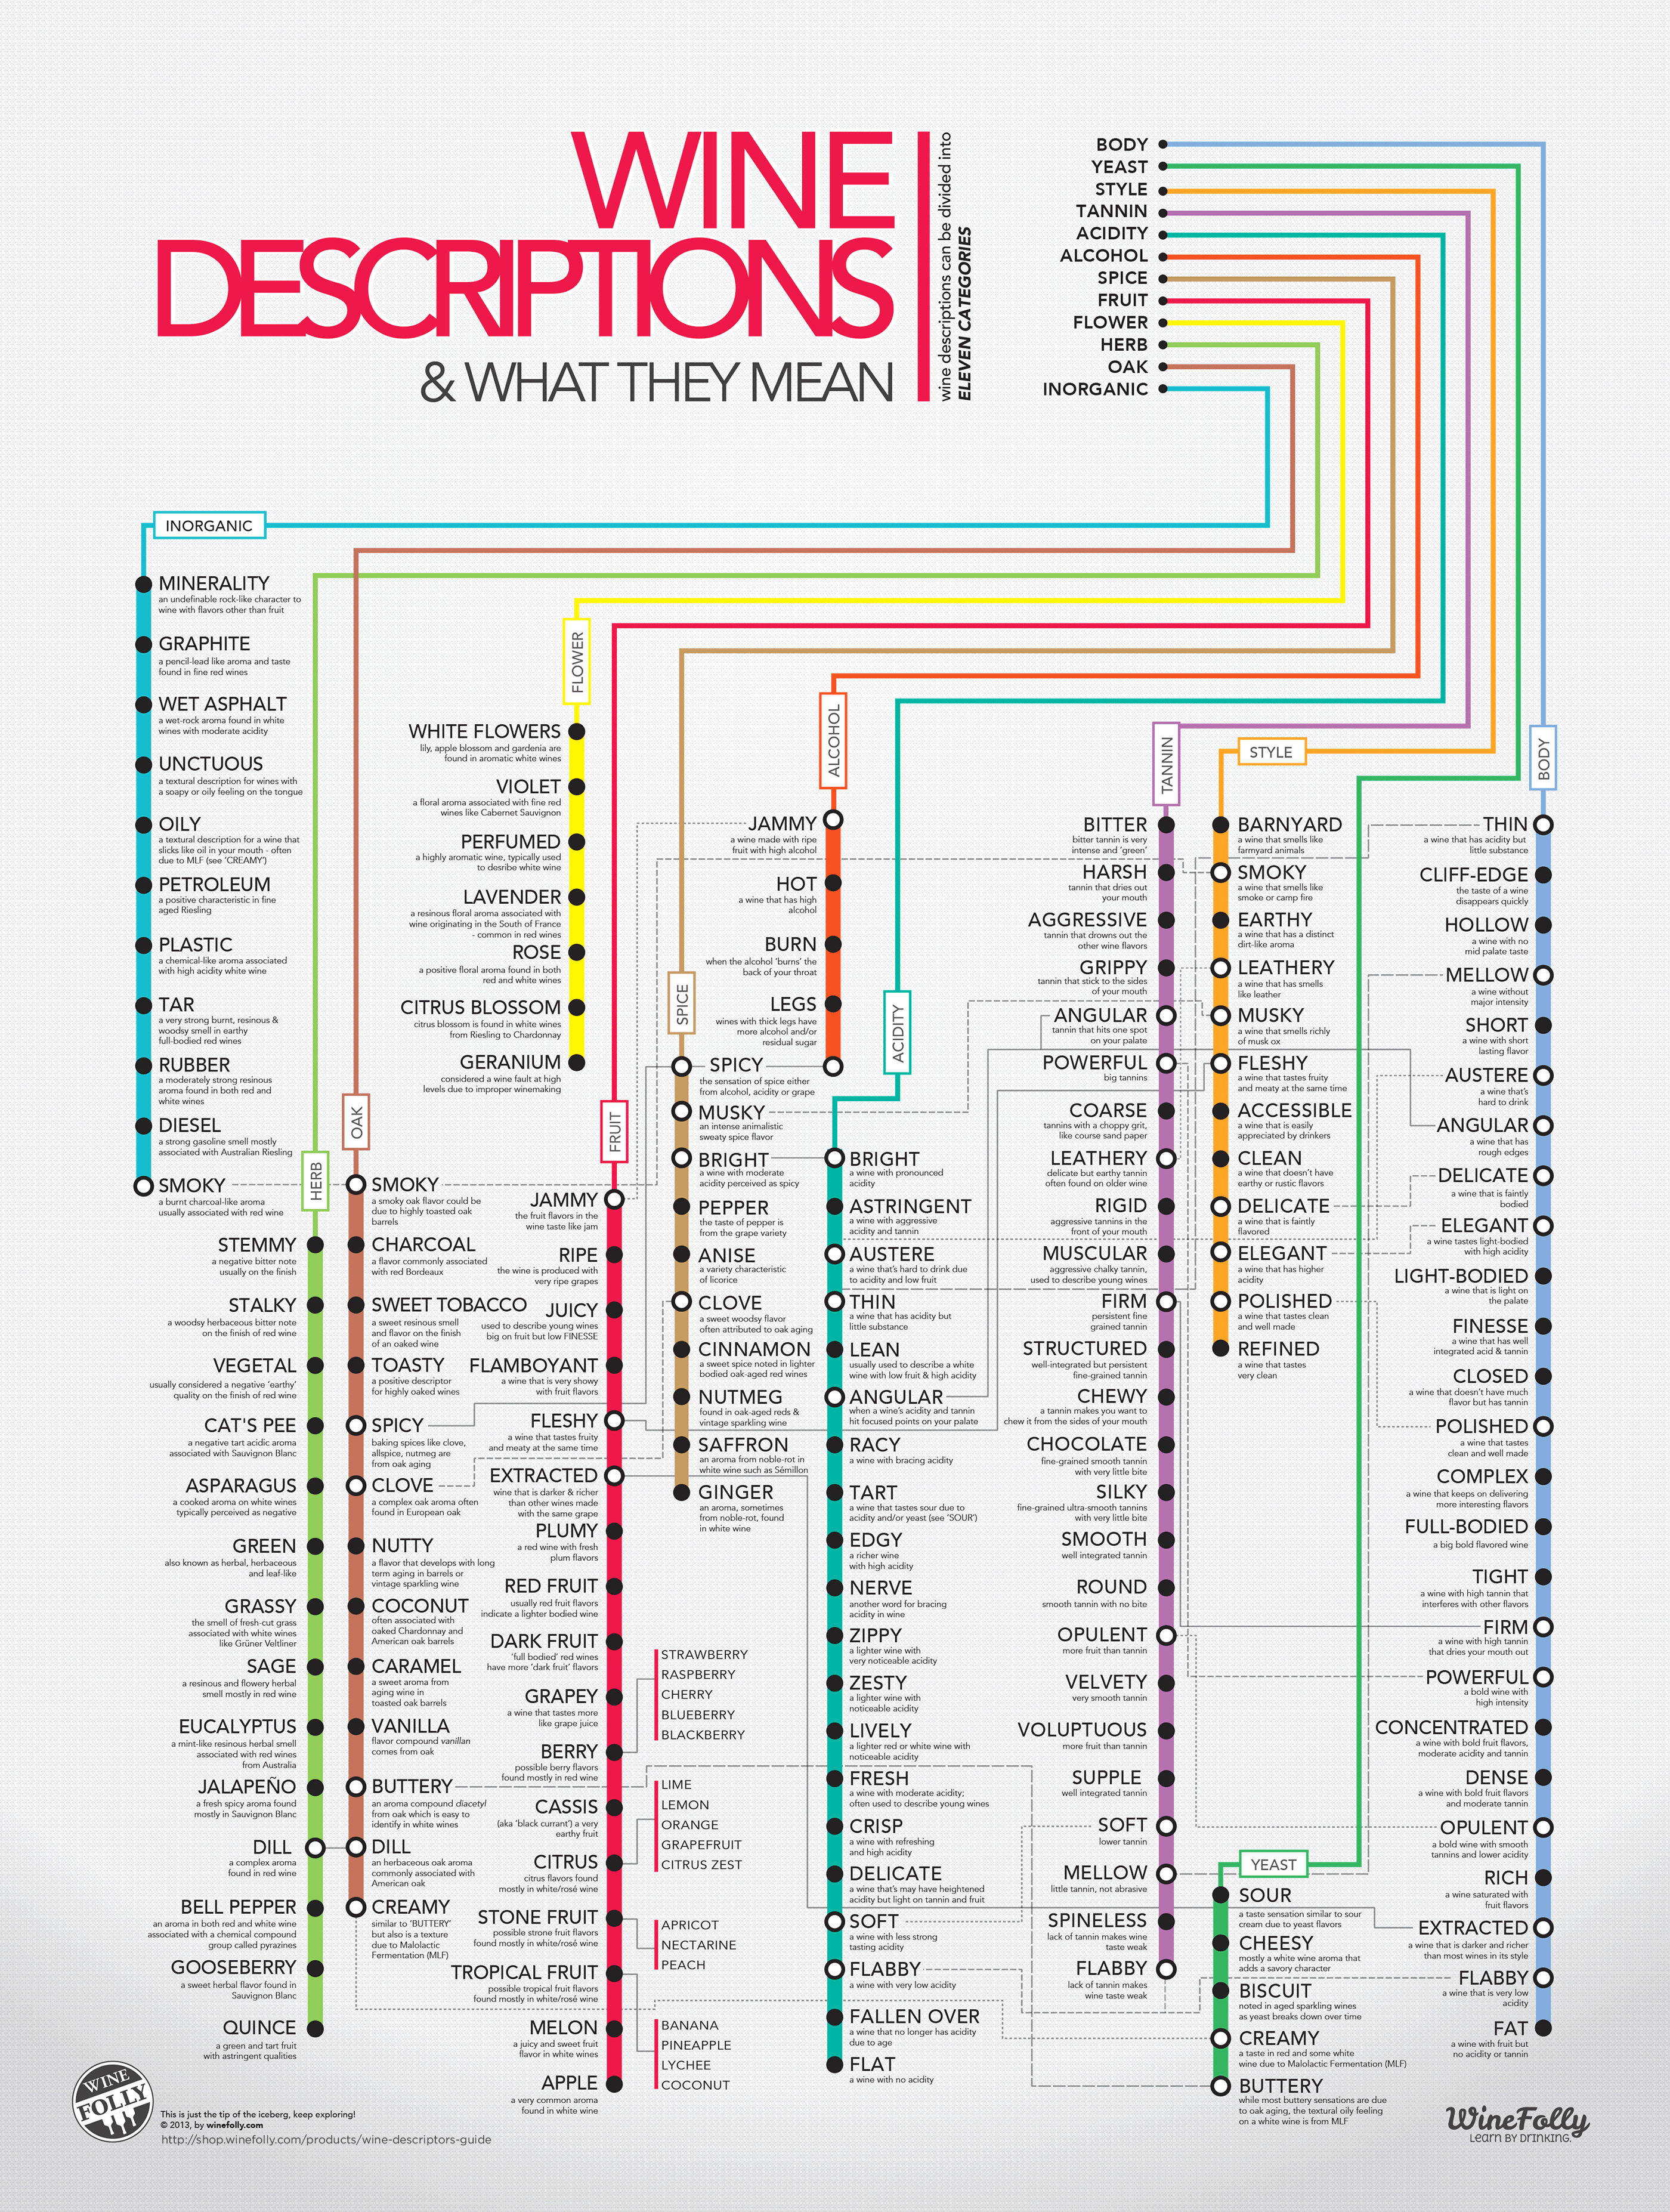 WINE
DESCRIPTIONS
& WHAT THEY MEAN
wine descriptions can be divided into
ELEVEN CATEGORIES
BODY
YEAST
STYLE
TANNIN
ACIDITY
ALCOHOL
SPICE
FRUIT
FLOWER
HERB
OAK
INORGANIC
INORGANIC
MINERALITY
an undefinable rock-like character to
wine with flavors other than fruit
GRAPHITE
a pencil-lead like aroma and taste
found in fine red wines
WET ASPHALT
a wet-rock aroma found in white
wines with moderate acidity
UNCTUOUS
a textural description for wines with
a soapy or oily feeling on the tongue
OILY
a textural description for a wine that
slicks like oil in your mouth - often
due to MLF (see 'CREAMY')
PETROLEUM
a positive characteristic in fine
aged Riesling
PLASTIC
a chemical-like aroma associated
with high acidity white wine
TAR
a very strong burnt, resinous &
woodsy smell in earthy
full-bodied red wines
RUBBER
a moderately strong resinous
aroma found in both red and
white wines
DIESEL
a strong gasoline smell mostly
associated with Australian Riesling
SMOKY
a burnt charcoal-like aroma
usually associated with red wine
HERB
STEMMY
a negative bitter note
usually on the finish
STALKY
a woodsy herbaceous bitter note
on the finish of red wine
VEGETAL
usually considered a negative 'earthy'
quality on the finish of red wine
CAT'S PEE
a negative tart acidic aroma
associated with Sauvignon Blanc
ASPARAGUS
a cooked aroma on white wines
typically perceived as negative
GREEN
also known as herbal, herbaceous
and leaf-like
GRASSY
the smell of fresh-cut grass
associated with white wines
like Grüner Veltliner
SAGE
a resinous and flowery herbal
smell mostly in red wine
EUCALYPTUS
a mint-like resinous herbal smell
associated with red wines
from Australia
JALAPEÑO
a fresh spicy aroma found
mostly in Sauvignon Blanc
DILL
a complex aroma
found in red wine
BELL PEPPER
an aroma in both red and white wine
associated with a chemical compound
group called pyrazines
GOOSEBERRY
a sweet herbal flavor found in
Sauvignon Blanc
QUINCE
a green and tart fruit
with astringent qualities
OAK
SMOKY
a smoky oak flavor could be
due to highly toasted oak
barrels
CHARCOAL
a flavor commonly associated
with red Bordeaux
SWEET TOBACCO
a sweet resinous smell
and flavor on the finish
of an oaked wine
TOASTY
a positive descriptor
for highly oaked wines
SPICY
baking spices like clove,
allspice, nutmeg are
from oak aging
CLOVE
a complex oak aroma often
found in European oak
NUTTY
a flavor that develops with long
term aging in barrels or
vintage sparkling wine
COCONUT
often associated with
oaked Chardonnay and
American oak barrels
CARAMEL
a sweet aroma from
aging wine in
toasted oak barrels
VANILLA
flavor compound vanillan
comes from oak
BUTTERY
an aroma compound diacetyl
from oak which is easy to
identify in white wines
DILL
an herbaceous oak aroma
commonly associated with
American oak
CREAMY
similar to 'BUTTERY'
but also is a texture
due to Malolactic
Fermentation (MLF)
FLOWER
WHITE FLOWERS
lily, apple blossom and gardenia are
found in aromatic white wines
VIOLET
a floral aroma associated with fine red
wines like Cabernet Sauvignon
PERFUMED
a highly aromatic wine, typically used
to desribe white wine
LAVENDER
a resinous floral aroma associated with
wine originating in the South of France
- common in red wines
ROSE
a positive floral aroma found in both
red and white wines
CITRUS BLOSSOM
citrus blossom is found in white wines
from Riesling to Chardonnay
GERANIUM
considered a wine fault at high
levels due to improper winemaking
FRUIT
JAMMY
the fruit flavors in the
wine taste like jam
RIPE
the wine is produced with
very ripe grapes
JUICY
used to describe young wines
big on fruit but low FINESSE
FLAMBOYANT
a wine that is very showy
with fruit flavors
FLESHY
a wine that tastes fruity
and meaty at the same time
EXTRACTED
wine that is darker & richer
than other wines made
with the same grape
PLUMY
a red wine with fresh
plum flavors
RED FRUIT
usually red fruit flavors
indicate a lighter bodied wine
DARK FRUIT
'full bodied' red wines
have more 'dark fruit' flavors
GRAPEY
a wine that tastes more
like grape juice
BERRY
possible berry flavors
found mostly in red wine
CASSIS
(aka 'black currant') a very
earthy fruit
CITRUS
citrus flavors found
mostly in white/rosé wine
STONE FRUIT
possible stone fruit flavors
found mostly in white/rosé wine
TROPICAL FRUIT
possible tropical fruit flavors
found mostly in white/rosé wine
MELON
a juicy and sweet fruit
flavor in white wines
APPLE
a very common aroma
found in white wine
STRAWBERRY
RASPBERRY
CHERRY
BLUEBERRY
BLACKBERRY
LIME
LEMON
ORANGE
GRAPEFRUIT
CITRUS ZEST
APRICOT
NECTARINE
PEACH
BANANA
PINEAPPLE
LYCHEE
COCONUT
SPICE
SPICY
the sensation of spice either
from alcohol, acidity or grape
MUSKY
an intense animalistic
sweaty spice flavor
BRIGHT
a wine with moderate
acidity perceived as spicy
PEPPER
the taste of pepper is
from the grape variety
ANISE
a variety characteristic
of licorice
CLOVE
a sweet woodsy flavor
often attributed to oak aging
CINNAMON
a sweet spice noted in lighter
bodied oak-aged red wines
NUTMEG
found in oak-aged reds &
vintage sparkling wine
SAFFRON
an aroma from noble-rot in
white wine such as Sémillon
GINGER
an aroma, sometimes
from noble-rot, found
in white wine
ALCOHOL
JAMMY
a wine made with ripe
fruit with high alcohol
HOT
a wine that has high
alcohol
BURN
when the alcohol 'burns' the
back of your throat
LEGS
wines with thick legs have
more alcohol and/or
residual sugar
ACIDITY
BRIGHT
a wine with pronounced
acidity
ASTRINGENT
a wine with aggressive
acidity and tannin
AUSTERE
a wine that's hard to drink due
to acidity and low fruit
THIN
a wine that has acidity but
little substance
LEAN
usually used to describe a white
wine with low fruit & high acidity
ANGULAR
when a wine's acidity and tannin
hit focused points on your palate
RACY
a wine with bracing acidity
TART
a wine that tastes sour due to
acidity and/or yeast (see 'SOUR')
EDGY
a richer wine
with high acidity
NERVE
another word for bracing
acidity in wine
ZIPPY
a lighter wine with
very noticeable acidity
ZESTY
a lighter wine with
noticeable acidity
LIVELY
a lighter red or white wine with
noticeable acidity
FRESH
a wine with moderate acidity;
often used to describe young wines
CRISP
a wine with refreshing
and high acidity
DELICATE
a wine that's may have heightened
acidity but light on tannin and fruit
SOFT
a wine with less strong
tasting acidity
FLABBY
a wine with very low acidity
FALLEN OVER
a wine that no longer has acidity
due to age
FLAT
a wine with no acidity
TANNIN
BITTER
bitter tannin is very
intense and 'green'
HARSH
tannin that dries out
your mouth
AGGRESSIVE
tannin that drowns out the
other wine flavors
GRIPPY
tannin that stick to the sides
of your mouth
ANGULAR
tannin that hits one spot
on your palate
POWERFUL
big tannins
COARSE
tannins with a choppy grit,
like course sand paper
LEATHERY
delicate but earthy tannin
often found on older wine
RIGID
aggressive tannins in the
front of your mouth
MUSCULAR
aggressive chalky tannin,
used to describe young wines
FIRM
persistent fine
grained tannin
STRUCTURED
well-integrated but persistent
fine-grained tannin
CHEWY
a tannin makes you want to
chew it from the sides of your mouth
CHOCOLATE
fine-grained smooth tannin
with very little bite
SILKY
fine-grained ultra-smooth tannins
with very little bite
SMOOTH
well integrated tannin
ROUND
smooth tannin with no bite
OPULENT
more fruit than tannin
VELVETY
very smooth tannin
VOLUPTUOUS
more fruit than tannin
SUPPLE
well integrated tannin
SOFT
lower tannin
MELLOW
little tannin, not abrasive
SPINELESS
lack of tannin makes wine
taste weak
FLABBY
lack of tannin makes
wine taste weak
STYLE
BARNYARD
a wine that smells like
farmyard animals
SMOKY
a wine that smells like
smoke or camp fire
EARTHY
a wine that has a distinct
dirt-like aroma
LEATHERY
a wine that has smells
like leather
MUSKY
a wine that smells richly
of musk ox
FLESHY
a wine that tastes fruity
and meaty at the same time
ACCESSIBLE
a wine that is easily
appreciated by drinkers
CLEAN
a wine that doesn't have
earthy or rustic flavors
DELICATE
a wine that is faintly
flavored
ELEGANT
a wine that has higher
acidity
POLISHED
a wine that tastes clean
and well made
REFINED
a wine that tastes
very clean
YEAST
SOUR
a taste sensation similar to sour
cream due to yeast flavors
CHEESY
mostly a white wine aroma that
adds a savory character
BISCUIT
noted in aged sparkling wines
as yeast breaks down over time
CREAMY
a taste in red and some white
wine due to Malolactic Fermentation (MLF)
BUTTERY
while most buttery sensations are due
to oak aging, the textural oily feeling
on a white wine is from MLF
BODY
THIN
a wine that has acidity but
little substance
CLIFF-EDGE
the taste of a wine
disappears quickly
HOLLOW
a wine with no
mid palate taste
MELLOW
a wine without
major intensity
SHORT
a wine with short
lasting flavor
AUSTERE
a wine that's
hard to drink
ANGULAR
a wine that has
rough edges
DELICATE
a wine that is faintly
bodied
ELEGANT
a wine tastes light-bodied
with high acidity
LIGHT-BODIED
a wine that is light on
the palate
FINESSE
a wine that has well
integrated acid & tannin
CLOSED
a wine that doesn't have much
flavor but has tannin
POLISHED
a wine that tastes
clean and well made
COMPLEX
a wine that keeps on delivering
more interesting flavors
FULL-BODIED
a big bold flavored wine
TIGHT
a wine with high tannin that
interferes with other flavors
FIRM
a wine with high tannin
that dries your mouth out
POWERFUL
a bold wine with
high intensity
CONCENTRATED
a wine with bold fruit flavors,
moderate acidity and tannin
DENSE
a wine with bold fruit flavors
and moderate tannin
OPULENT
a bold wine with smooth
tannins and lower acidity
RICH
a wine saturated with
fruit flavors
EXTRACTED
a wine that is darker and richer
than most wines in its style
FLABBY
a wine that is very low
acidity
FAT
a wine with fruit but
no acidity or tannin
WINE
FOLLY
This is just the tip of the iceberg, keep exploring!
© 2013, by winefolly.com
http://shop.winefolly.com/products/wine-descriptors-guide
WineFolly
Learn by Drinking.